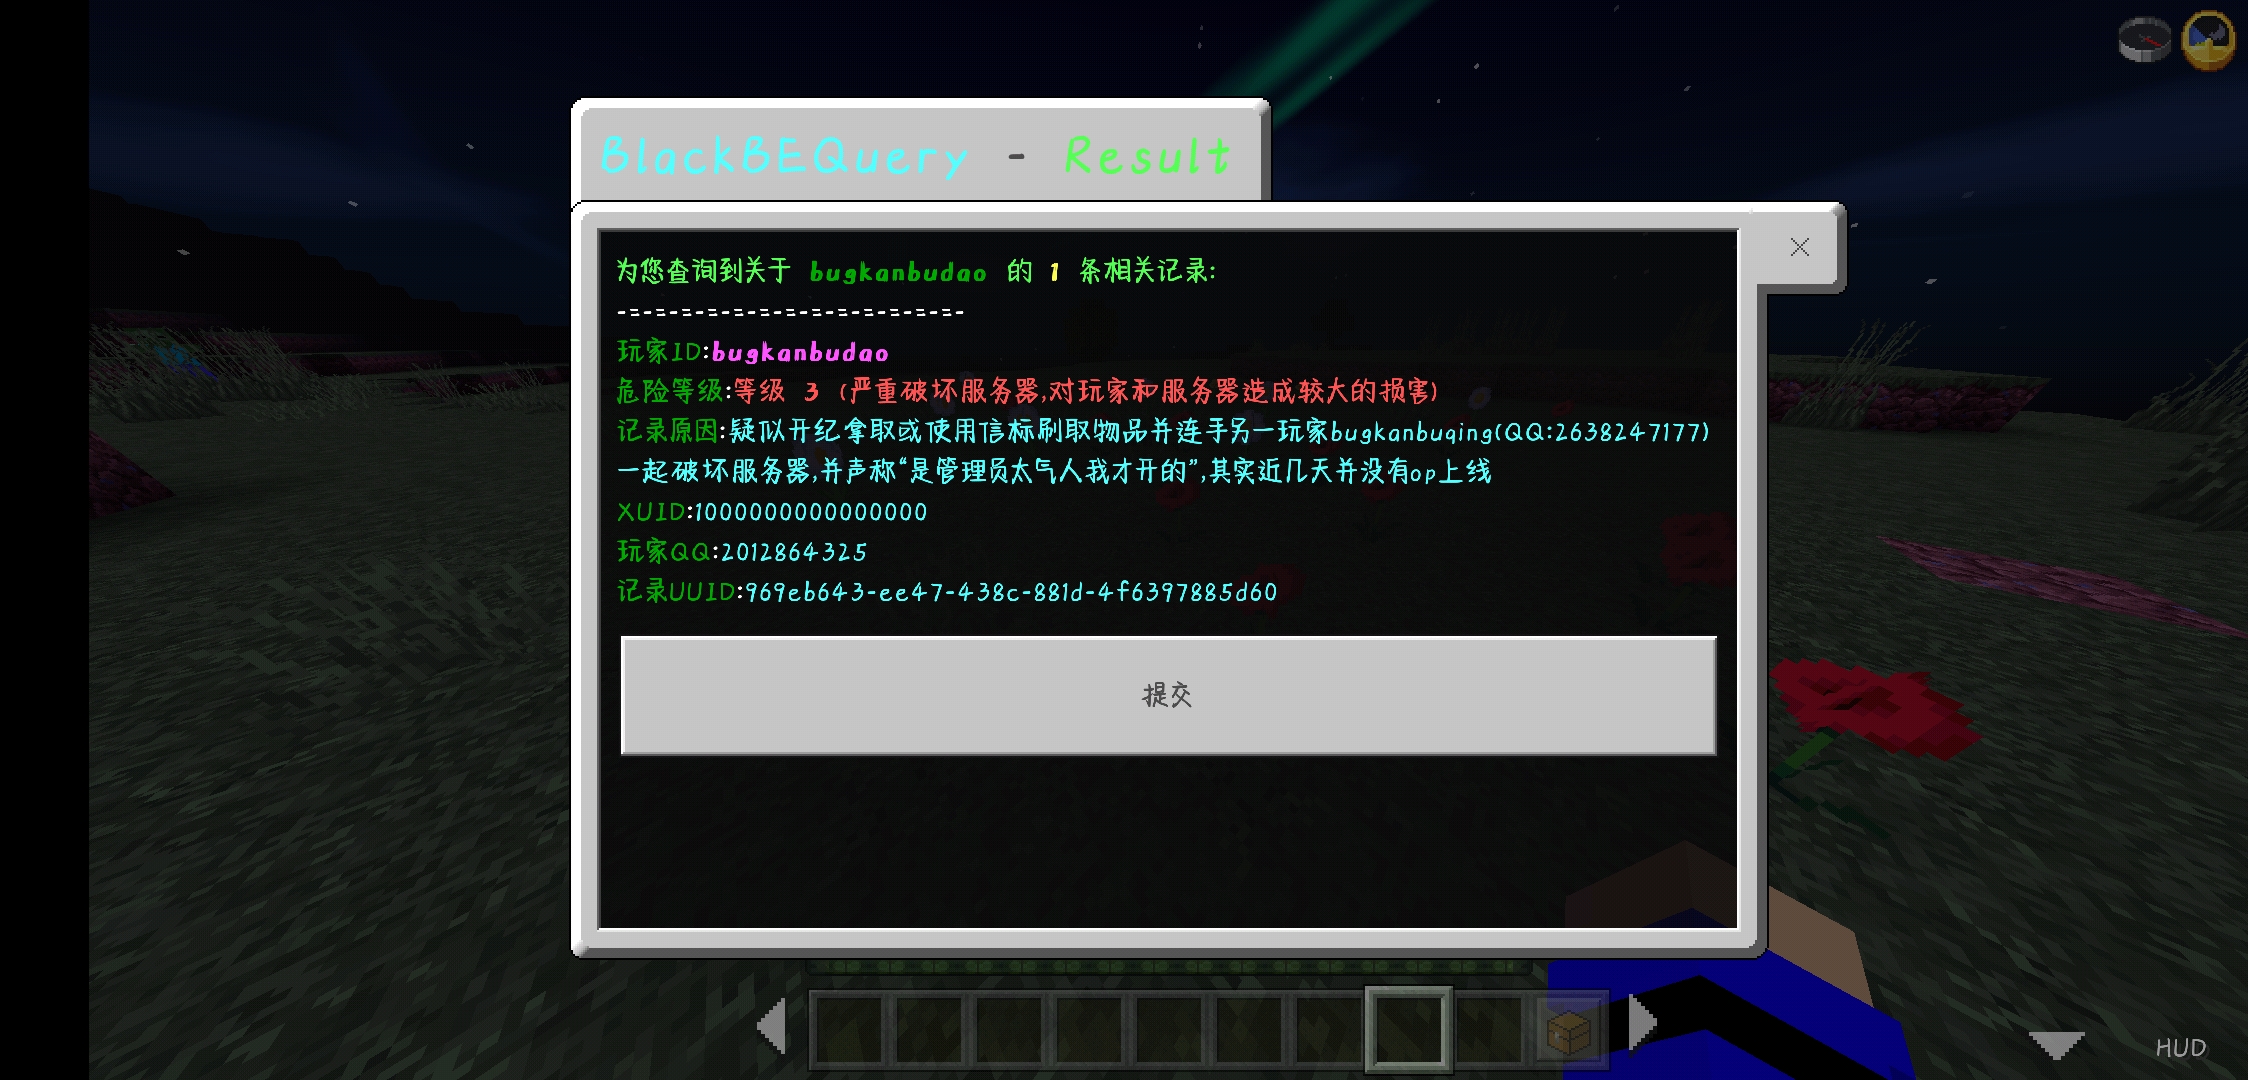 BlackBEQuery - Result
为您查询到关于 bugkanbudao 的 1 条相关记录:
-=-=-=-=-=-=-=-=-=-=-=-=-=-
玩家ID:bugkanbudao
危险等级:等级 3 (严重破坏服务器,对玩家和服务器造成较大的损害)
记录原因:疑似开纪拿取或使用信标刷取物品并连手另一玩家bugkanbuqing(QQ:2638247177)
一起破坏服务器,并声称“是管理员太气人我才开的”,其实近几天并没有op上线
XUID:1000000000000000
玩家QQ:2012864325
记录UUID:969eb643-ee47-438c-881d-4f6397885d60
提交
HUD